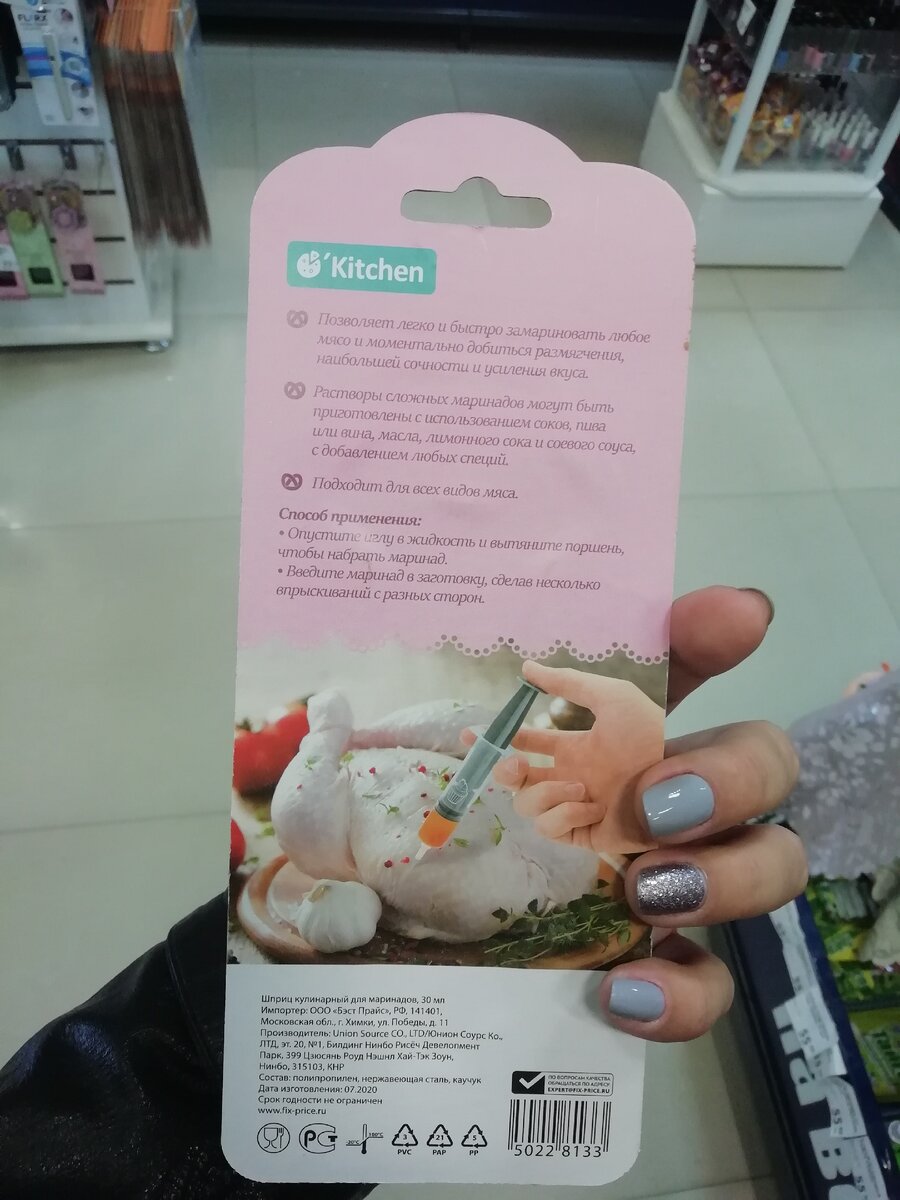 'Kitchen
Позволяет легко и быстро замариновать любое
мясо и моментально добиться размягчения,
наибольшей сочности и усиления вкуса.
Растворы сложных маринадов могут быть
приготовлены с использованием соков, пива
или вина, масла, лимонного сока и соевого соуса,
с добавлением любых специй.
Подходит для всех видов мяса.
Способ применения:
• Опустите иглу в жидкость и вытяните поршень,
чтобы набрать маринад.
• Введите маринад в заготовку, сделав несколько
впрыскиваний с разных сторон.
Шприц кулинарный для маринадов, 30 мл
Импортер: ООО «Бэст Прайс», РФ, 141401,
Московская обл., г. Химки, ул. Победы, д. 11
Производитель: Union Source CO., LTD/Юнион Соурс Ко.,
ЛТД, эт. 20, №1, Билдинг Нинбо Рисёч Девелопмент
Парк, 399 Цзюсянь Роуд Нэшнл Хай-Тэк Зоун,
Нинбо, 315103, КНР
Состав: полипропилен, нержавеющая сталь, каучук
Дата изготовления: 07.2020
Срок годности не ограничен
www.fix-price.ru
ПО ВОПРОСАМ КАЧЕСТВА
ОБРАЩАТЬСЯ ПО АДРЕСУ
EXPERT@FIX-PRICE.RU
3 21 5
PVC PAP PP
5022 8133